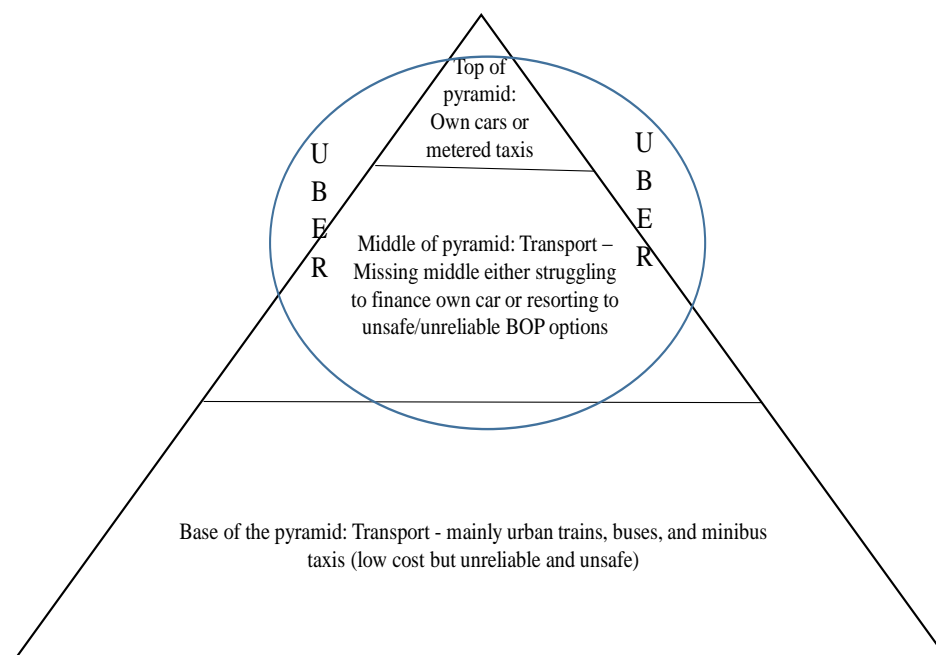 Top of
pyramid:
Own cars or
metered taxis
U
B
E
R
U
B
E
R
Middle of pyramid: Transport –
Missing middle either struggling
to finance own car or resorting to
unsafe/unreliable BOP options
Base of the pyramid: Transport - mainly urban trains, buses, and minibus
taxis (low cost but unreliable and unsafe)